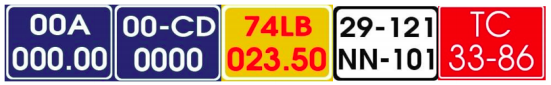 00A
000.00
00-CD
0000
74LB
023.50
29-121
NN-101
TC
33-86